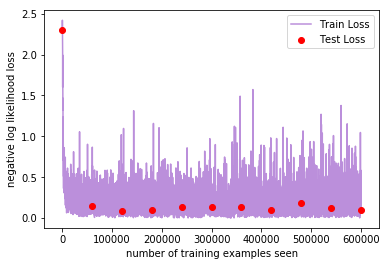 2.5
2.0
1.5
1.0
0.5
0.0
negative log likelihood loss
Train Loss
Test Loss
0 100000 200000 300000 400000 500000 600000
number of training examples seen